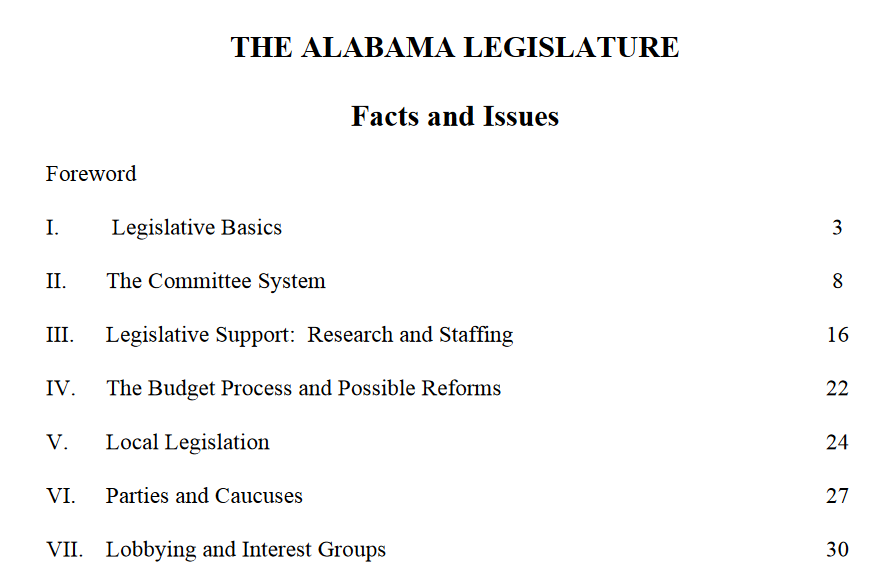 THE ALABAMA LEGISLATURE
Facts and Issues
Foreword
I. Legislative Basics 3
II. The Committee System 8
III. Legislative Support: Research and Staffing 16
IV. The Budget Process and Possible Reforms 22
V. Local Legislation 24
VI. Parties and Caucuses 27
VII. Lobbying and Interest Groups 30